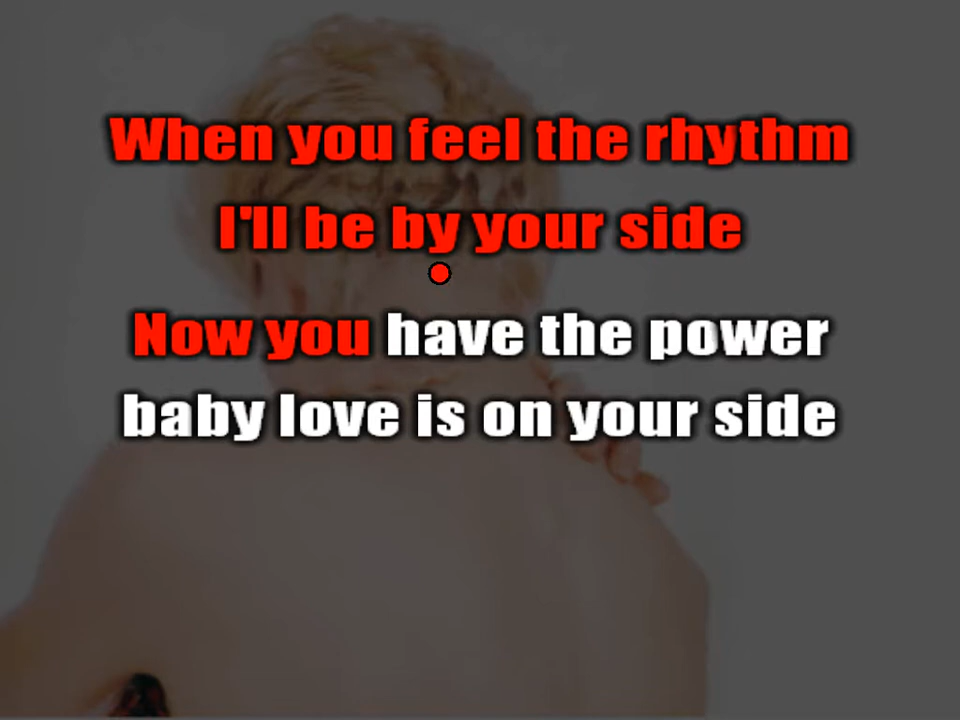 When you feel the rhythm
I'll be by your side
Now you have the power
baby love is on your side